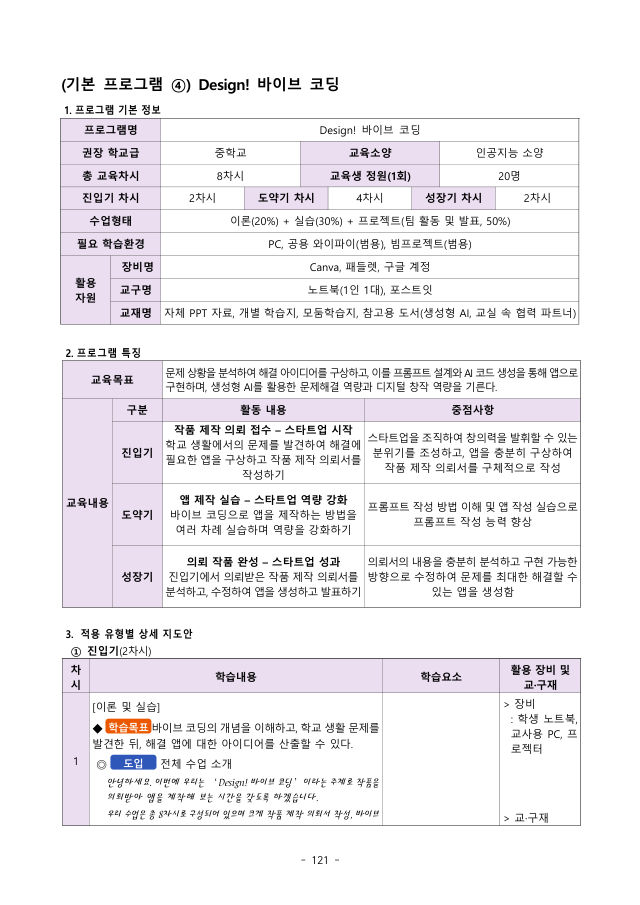 (기본 프로그램 ④) Design! 바이브 코딩
1. 프로그램 기본 정보
프로그램명 Design! 바이브 코딩
권장 학교급 중학교 교육소양 인공지능 소양
총 교육차시 8차시 교육생 정원(1회) 20명
진입기 차시 2차시 도약기 차시 4차시 성장기 차시 2차시
수업형태 이론(20%) + 실습(30%) + 프로젝트(팀 활동 및 발표, 50%)
필요 학습환경 PC, 공용 와이파이(범용), 빔프로젝트(범용)
활용
자원
장비명 Canva, 패들렛, 구글 계정
교구명 노트북(1인 1대), 포스트잇
교재명 자체 PPT 자료, 개별 학습지, 모둠학습지, 참고용 도서(생성형 AI, 교실 속 협력 파트너)
2. 프로그램 특징
교육목표
문제 상황을 분석하여 해결 아이디어를 구상하고, 이를 프롬프트 설계와 AI 코드 생성을 통해 앱으로
구현하며, 생성형 AI를 활용한 문제해결 역량과 디지털 창작 역량을 기른다.
교육내용
구분 활동 내용 중점사항
진입기
작품 제작 의뢰 접수 – 스타트업 시작
학교 생활에서의 문제를 발견하여 해결에
필요한 앱을 구상하고 작품 제작 의뢰서를
작성하기
스타트업을 조직하여 창의력을 발휘할 수 있는
분위기를 조성하고, 앱을 충분히 구상하여
작품 제작 의뢰서를 구체적으로 작성
도약기
앱 제작 실습 – 스타트업 역량 강화
바이브 코딩으로 앱을 제작하는 방법을
여러 차례 실습하며 역량을 강화하기
프롬프트 작성 방법 이해 및 앱 작성 실습으로
프롬프트 작성 능력 향상
성장기
의뢰 작품 완성 – 스타트업 성과
진입기에서 의뢰받은 작품 제작 의뢰서를
분석하고, 수정하여 앱을 생성하고 발표하기
의뢰서의 내용을 충분히 분석하고 구현 가능한
방향으로 수정하여 문제를 최대한 해결할 수
있는 앱을 생성함
3. 적용 유형별 상세 지도안
① 진입기(2차시)
차
시
학습내용 학습요소 활용 장비 및
교·구재
1
[이론 및 실습]
◆ 학습목표 바이브 코딩의 개념을 이해하고, 학교 생활 문제를
발견한 뒤, 해결 앱에 대한 아이디어를 산출할 수 있다.
◎ 도입 전체 수업 소개
안녕하세요. 이번에 우리는 ‘Design! 바이브 코딩’ 이라는 주제로 작품을
의뢰받아 앱을 제작해 보는 시간을 갖도록 하겠습니다.
우리 수업은 총 8차시로 구성되어 있으며 크게 작품 제작 의뢰서 작성, 바이브
> 장비
: 학생 노트북,
교사용 PC, 프
로젝터
> 교·구재
- 121 -